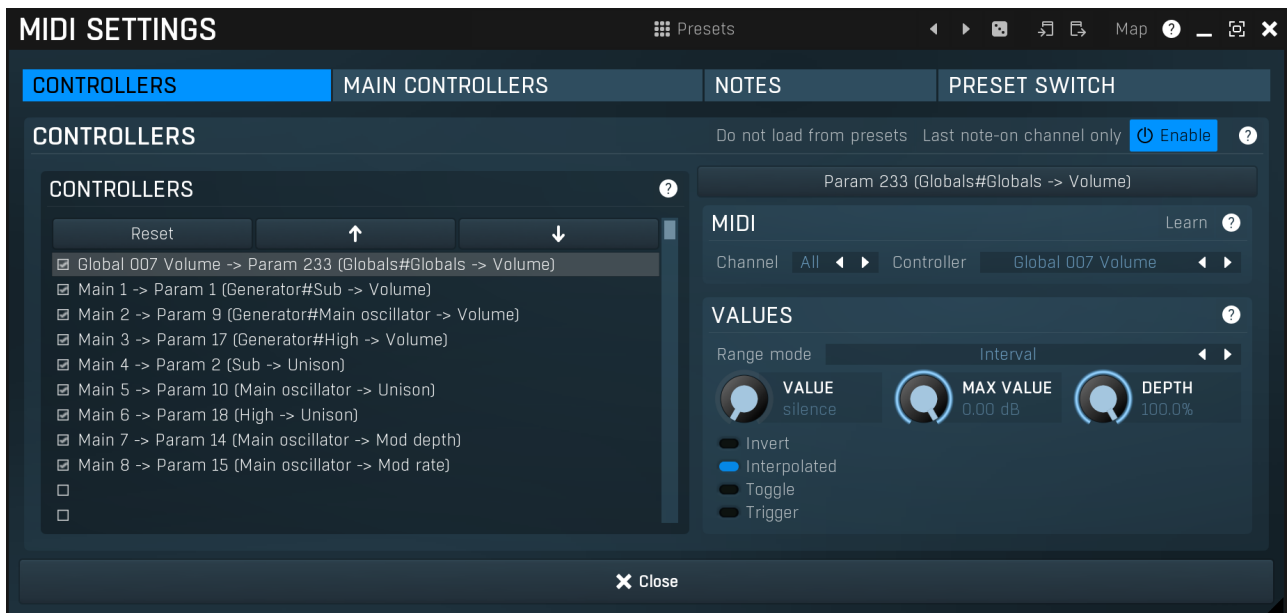 MIDI SETTINGS Presets Map ?
CONTROLLERS MAIN CONTROLLERS NOTES PRESET SWITCH
CONTROLLERS Do not load from presets Last note-on channel only Enable ?
CONTROLLERS ?
Reset
Global 007 Volume -> Param 233 (Globals#Globals -> Volume)
Main 1 -> Param 1 (Generator#Sub -> Volume)
Main 2 -> Param 9 (Generator#Main oscillator -> Volume)
Main 3 -> Param 17 (Generator#High -> Volume)
Main 4 -> Param 2 (Sub -> Unison)
Main 5 -> Param 10 (Main oscillator -> Unison)
Main 6 -> Param 18 (High -> Unison)
Main 7 -> Param 14 (Main oscillator -> Mod depth)
Main 8 -> Param 15 (Main oscillator -> Mod rate)
Param 233 (Globals#Globals -> Volume)
MIDI Learn ?
Channel All Controller Global 007 Volume
VALUES ?
Range mode Interval
VALUE MAX VALUE DEPTH
silence 0.00 dB 100.0%
Invert
Interpolated
Toggle
Trigger
Close